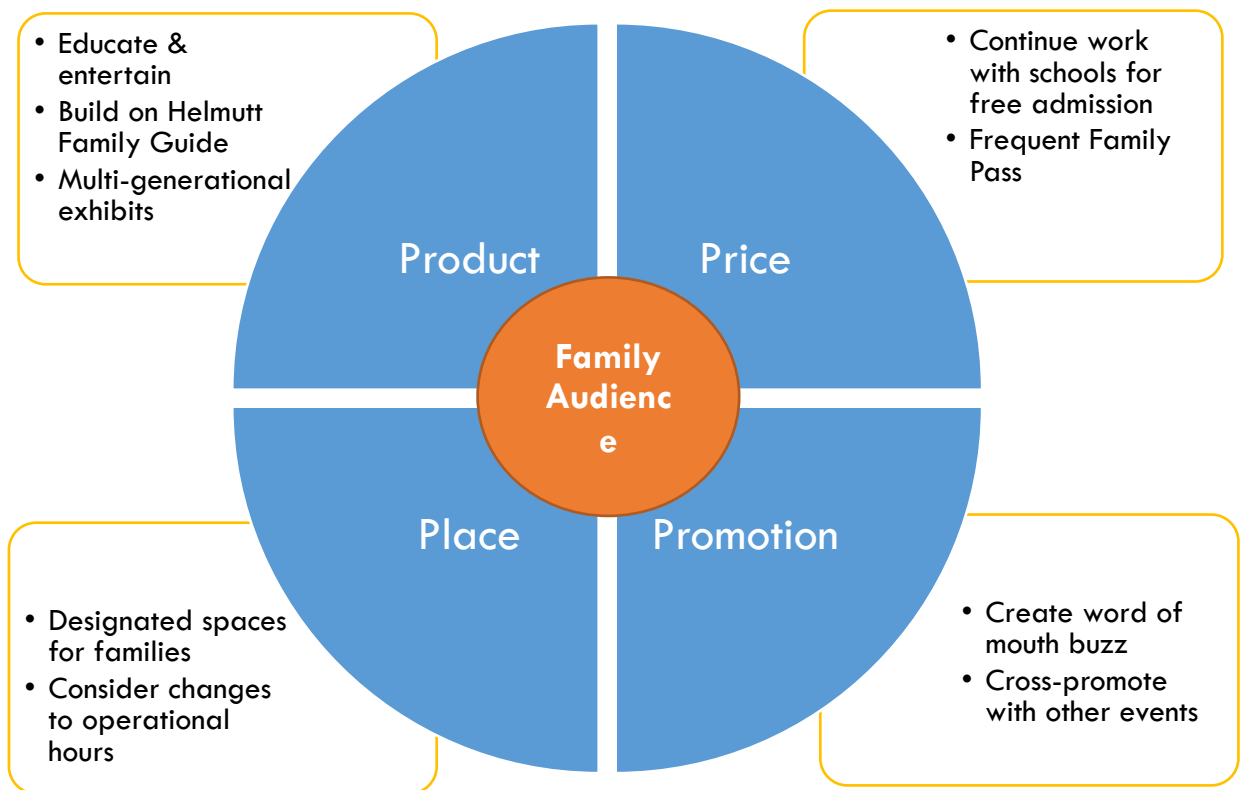 • Educate &
entertain
• Build on Helmutt
Family Guide
• Multi-generational
exhibits
• Continue work
with schools for
free admission
• Frequent Family
Pass
Product
Price
Family
Audienc
e
Place
Promotion
• Designated spaces
for families
• Consider changes
to operational
hours
• Create word of
mouth buzz
• Cross-promote
with other events